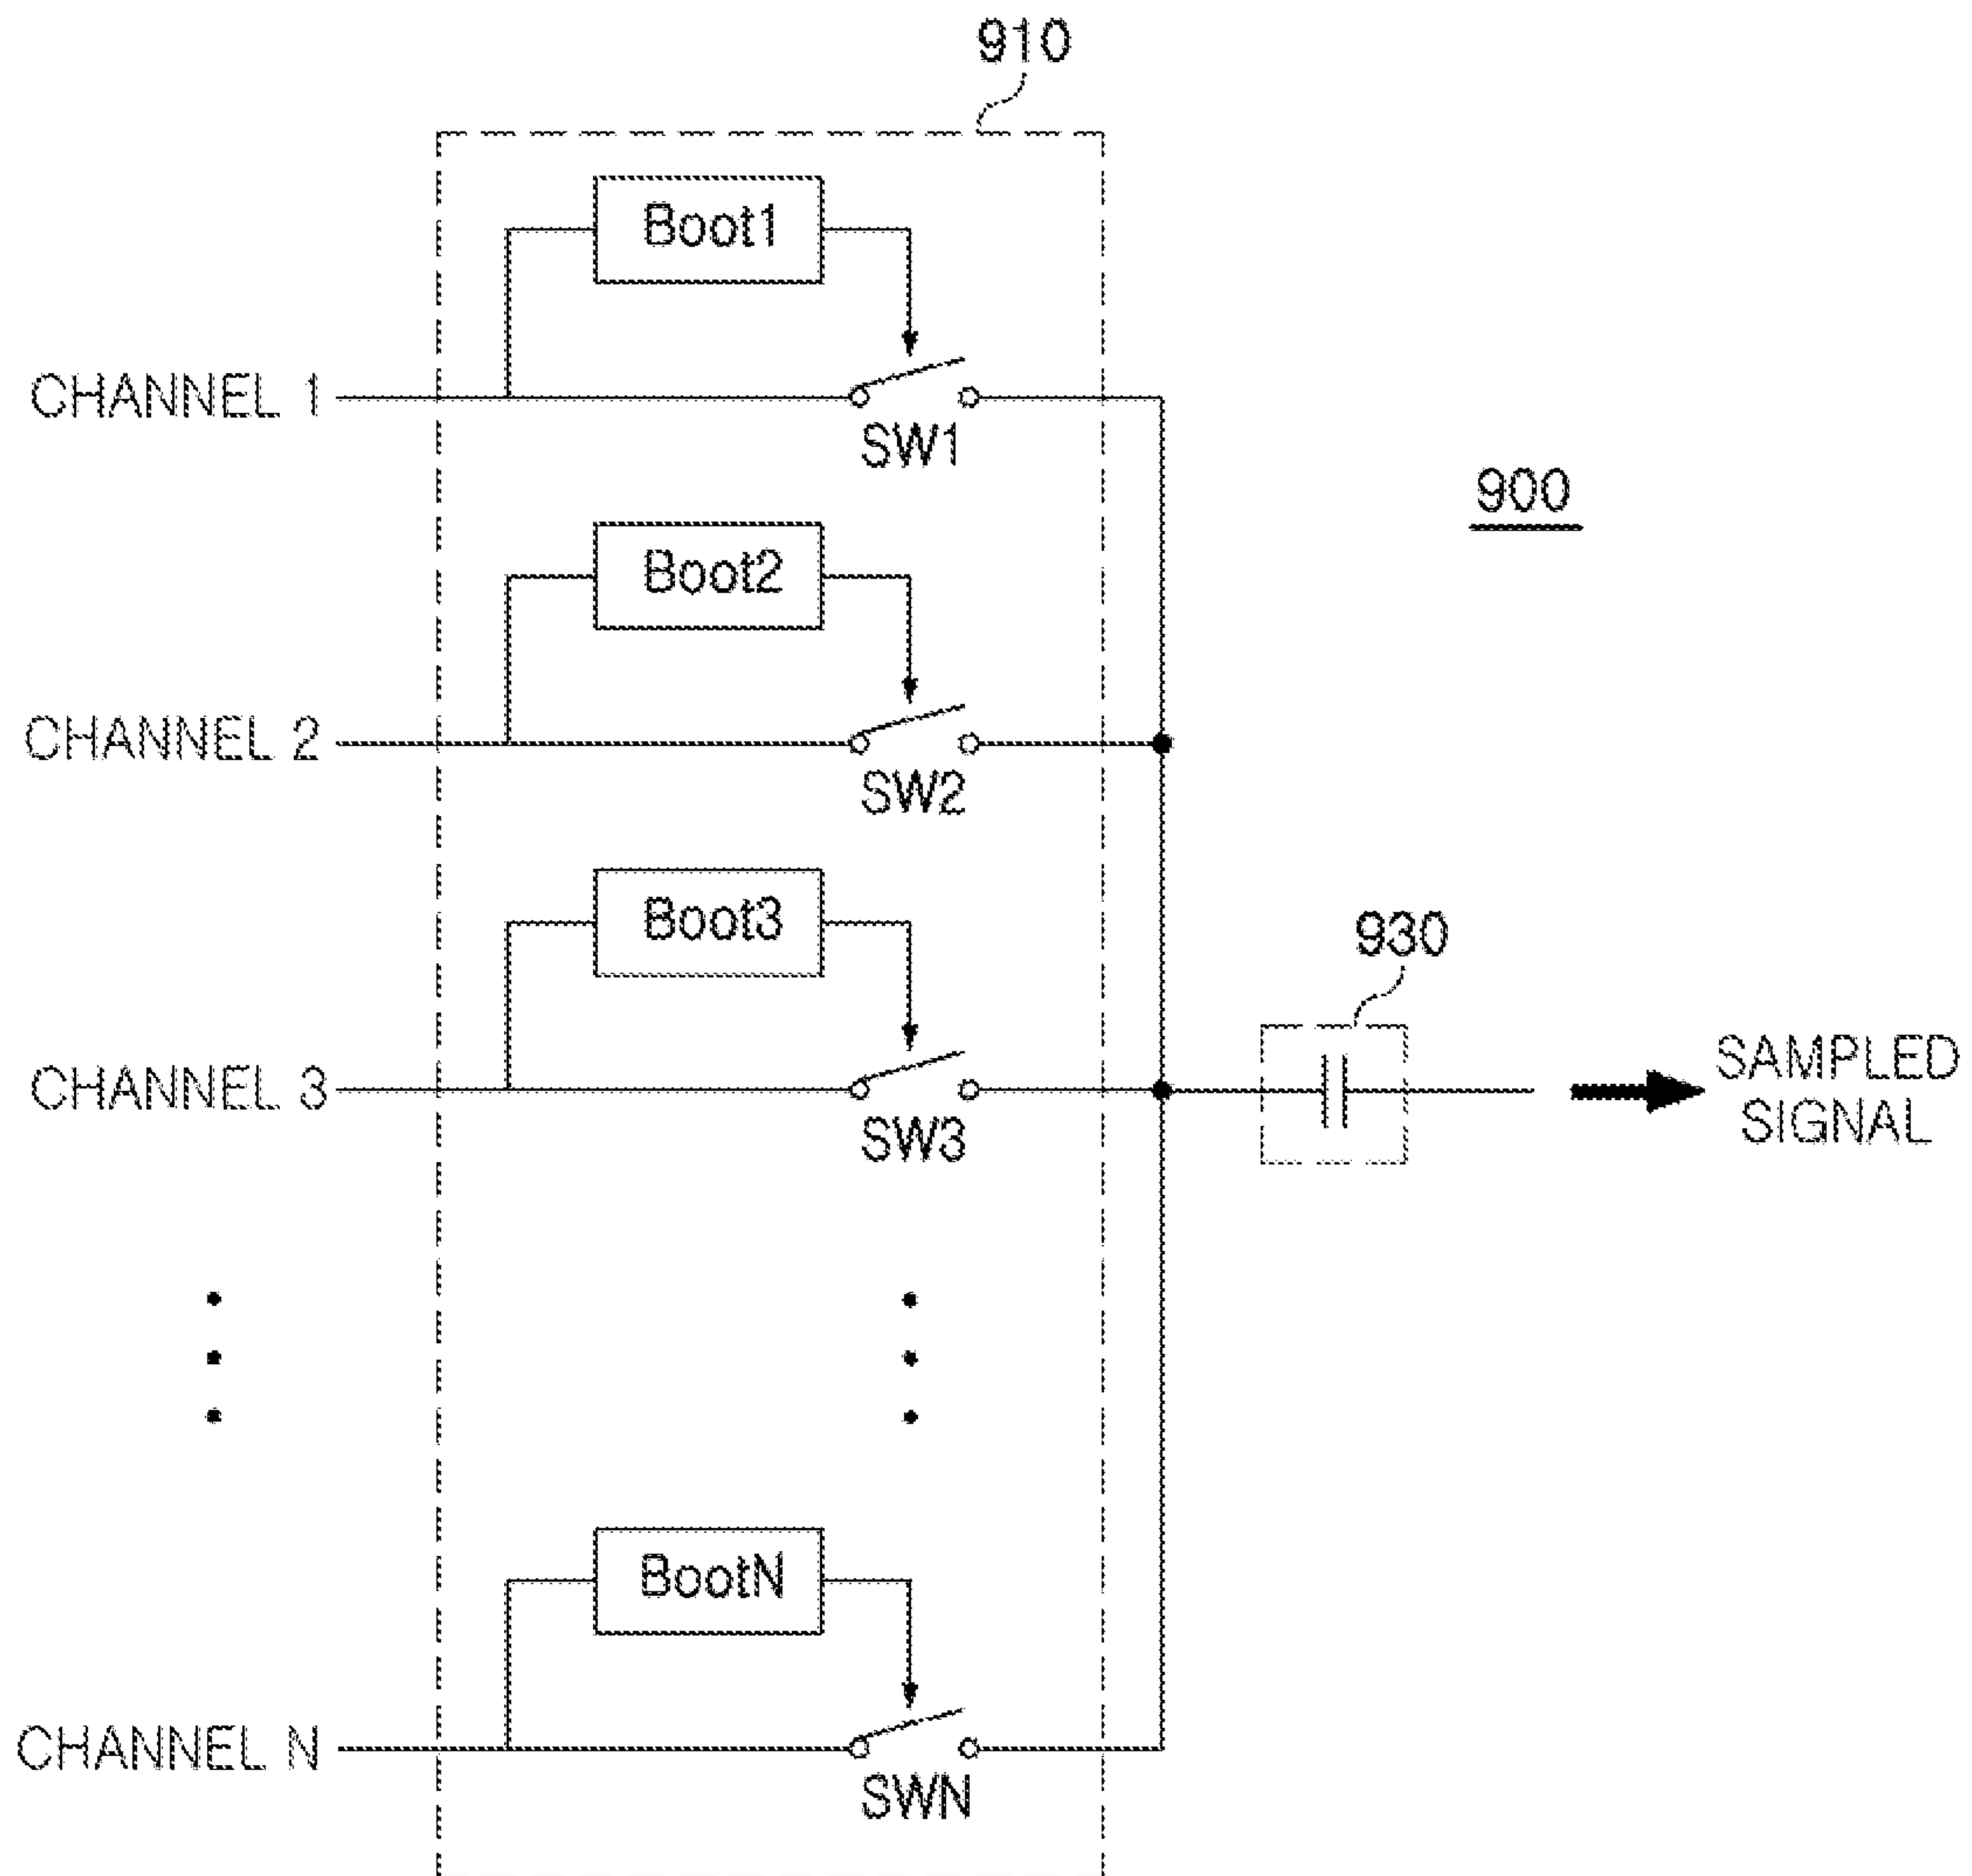 910
Boot1
CHANNEL 1
SW1
900
Boot2
CHANNEL 2
SW2
Boot3
930
CHANNEL 3
SW3
SAMPLED
SIGNAL
BootN
CHANNEL N
SWN